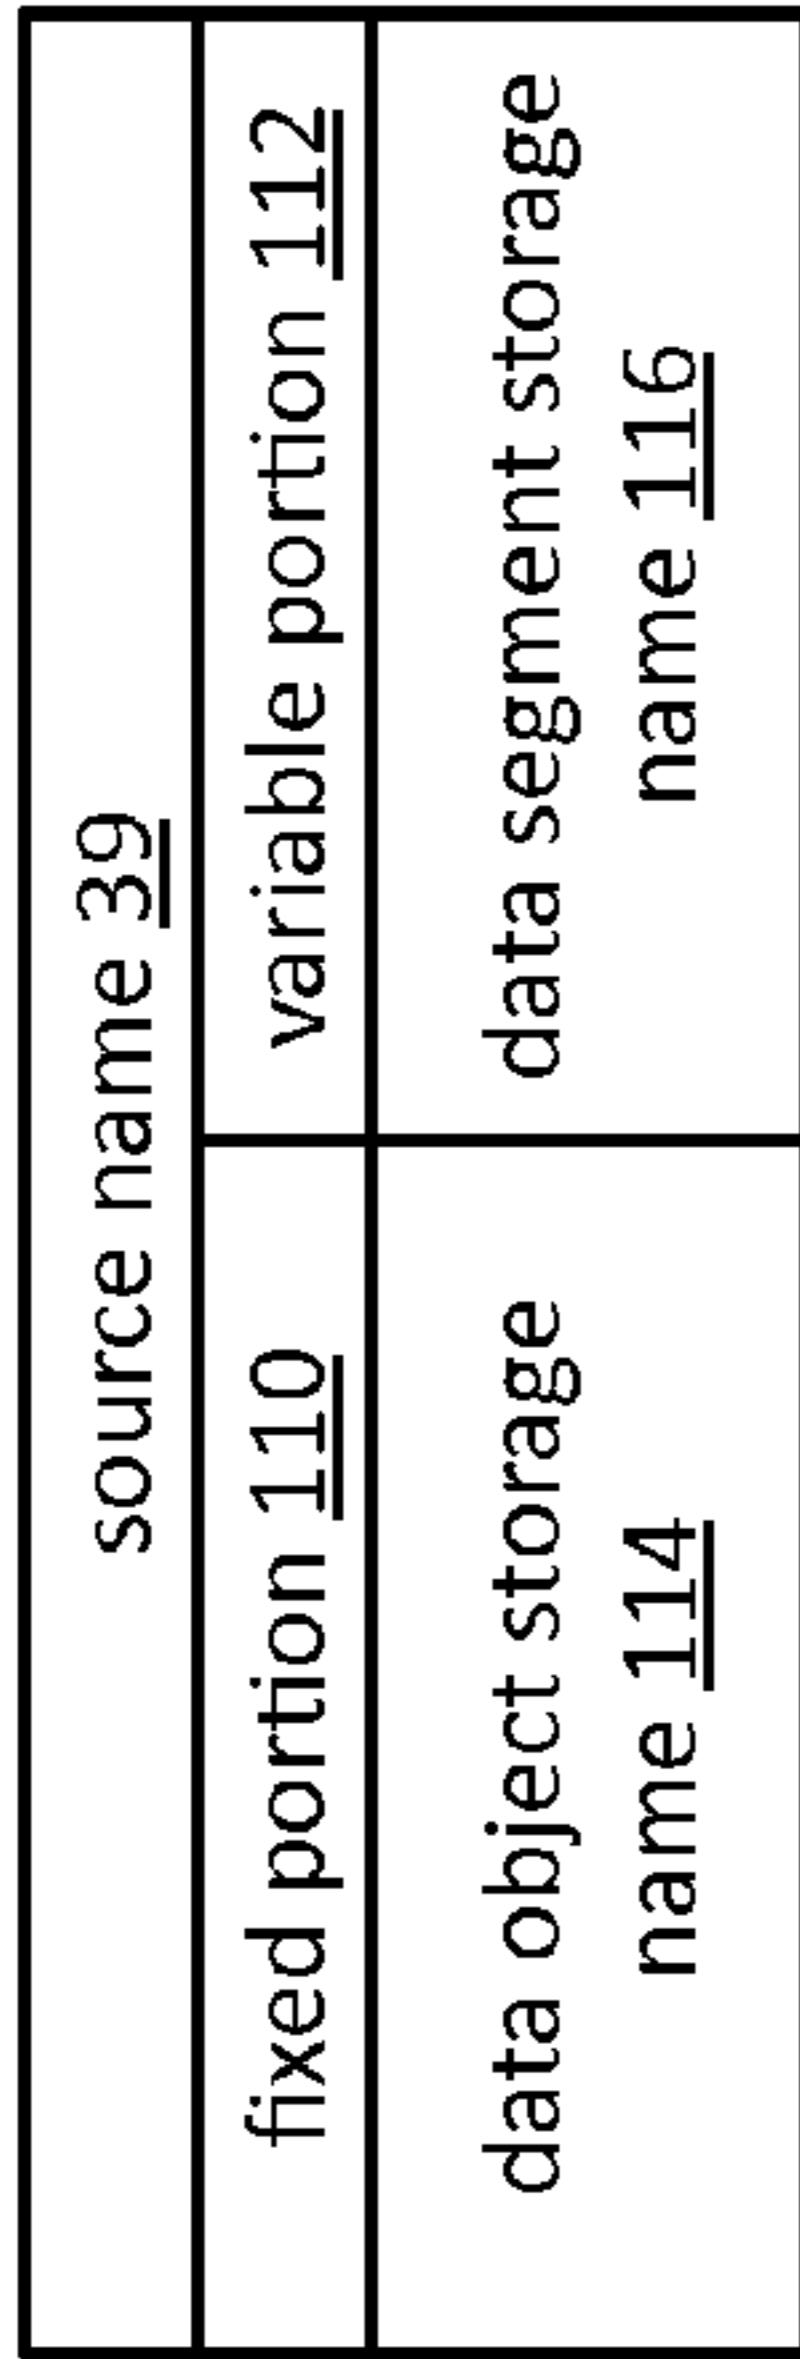 source name 39
fixed portion 110
variable portion 112
data object storage
name 114
data segment storage
name 116